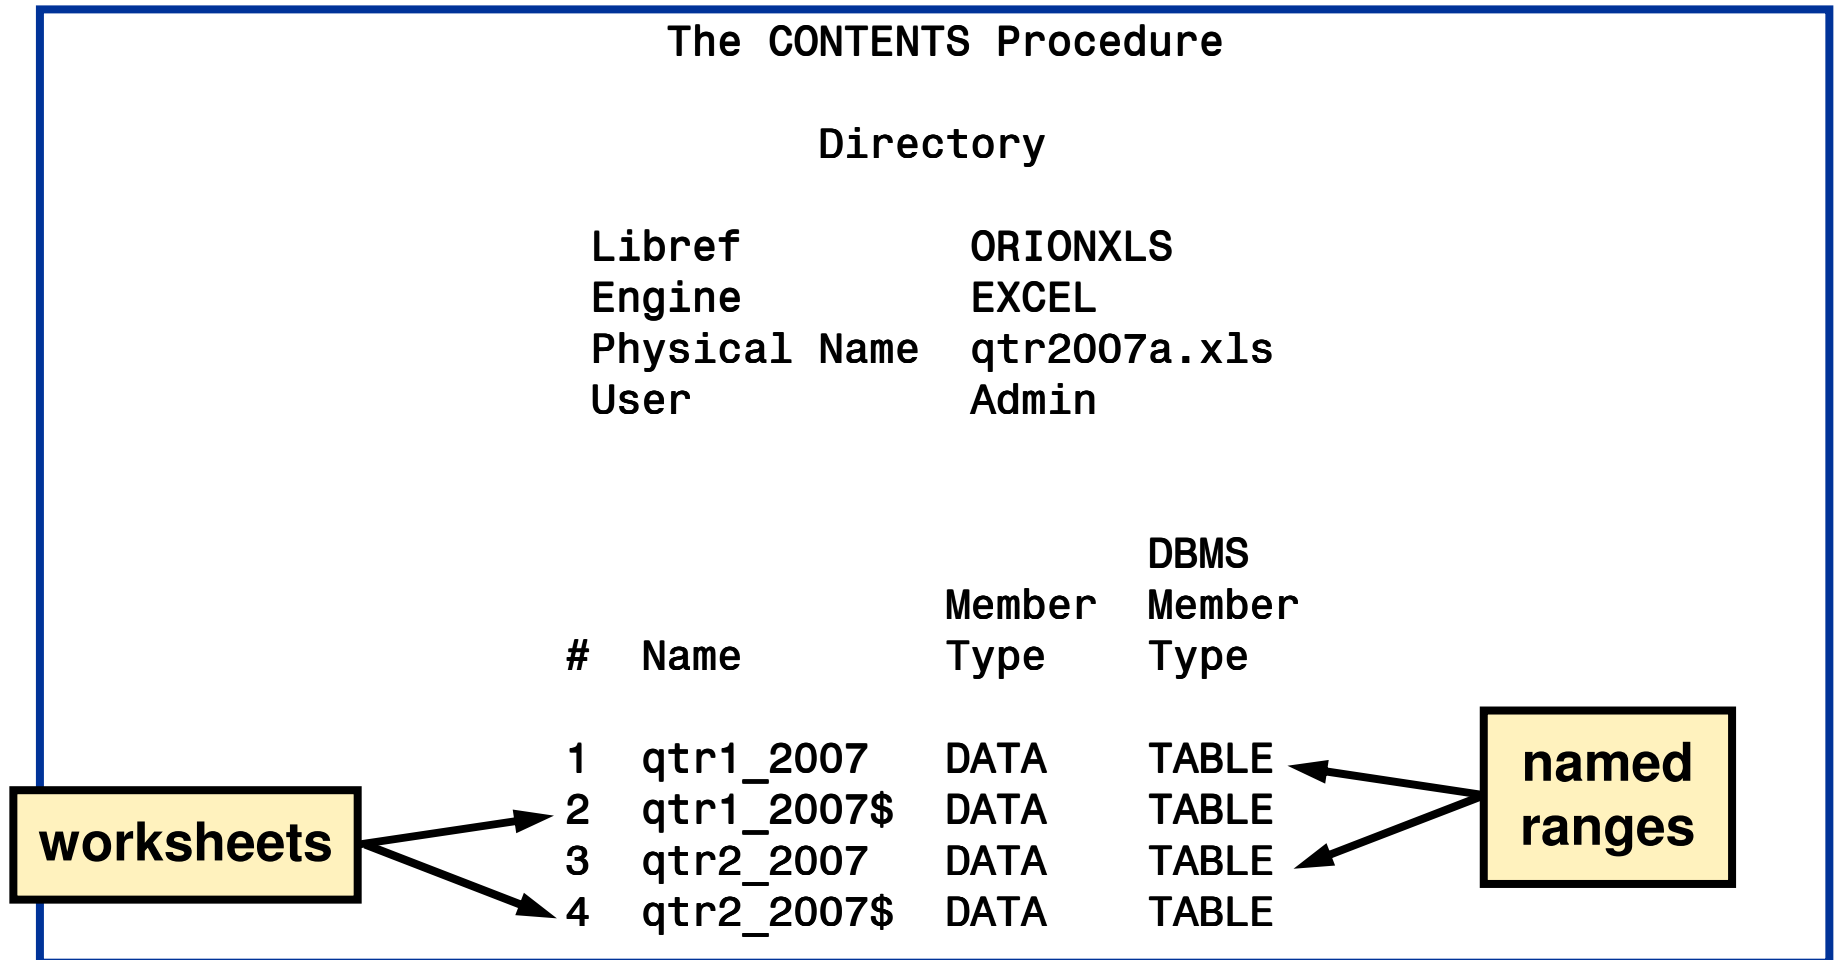 The CONTENTS Procedure
Directory
Libref ORIONXLS
Engine EXCEL
Physical Name qtr2007a.xls
User Admin
DBMS
Member Member
# Name Type Type
1 qtr1_2007 DATA TABLE
2 qtr1_2007$ DATA TABLE
3 qtr2_2007 DATA TABLE
4 qtr2_2007$ DATA TABLE
worksheets
named
ranges